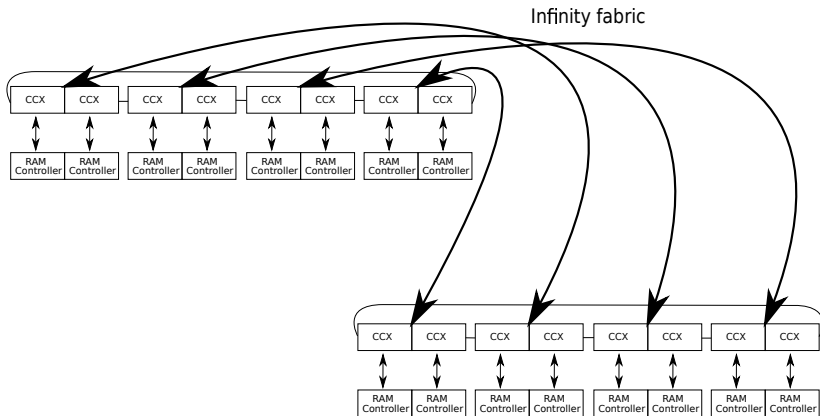 Infinity fabric
CCX CCX CCX CCX CCX CCX CCX CCX
RAM RAM RAM RAM RAM RAM RAM RAM
Controller Controller Controller Controller Controller Controller Controller Controller
CCX CCX CCX CCX CCX CCX CCX CCX
RAM RAM RAM RAM RAM RAM RAM RAM
Controller Controller Controller Controller Controller Controller Controller Controller